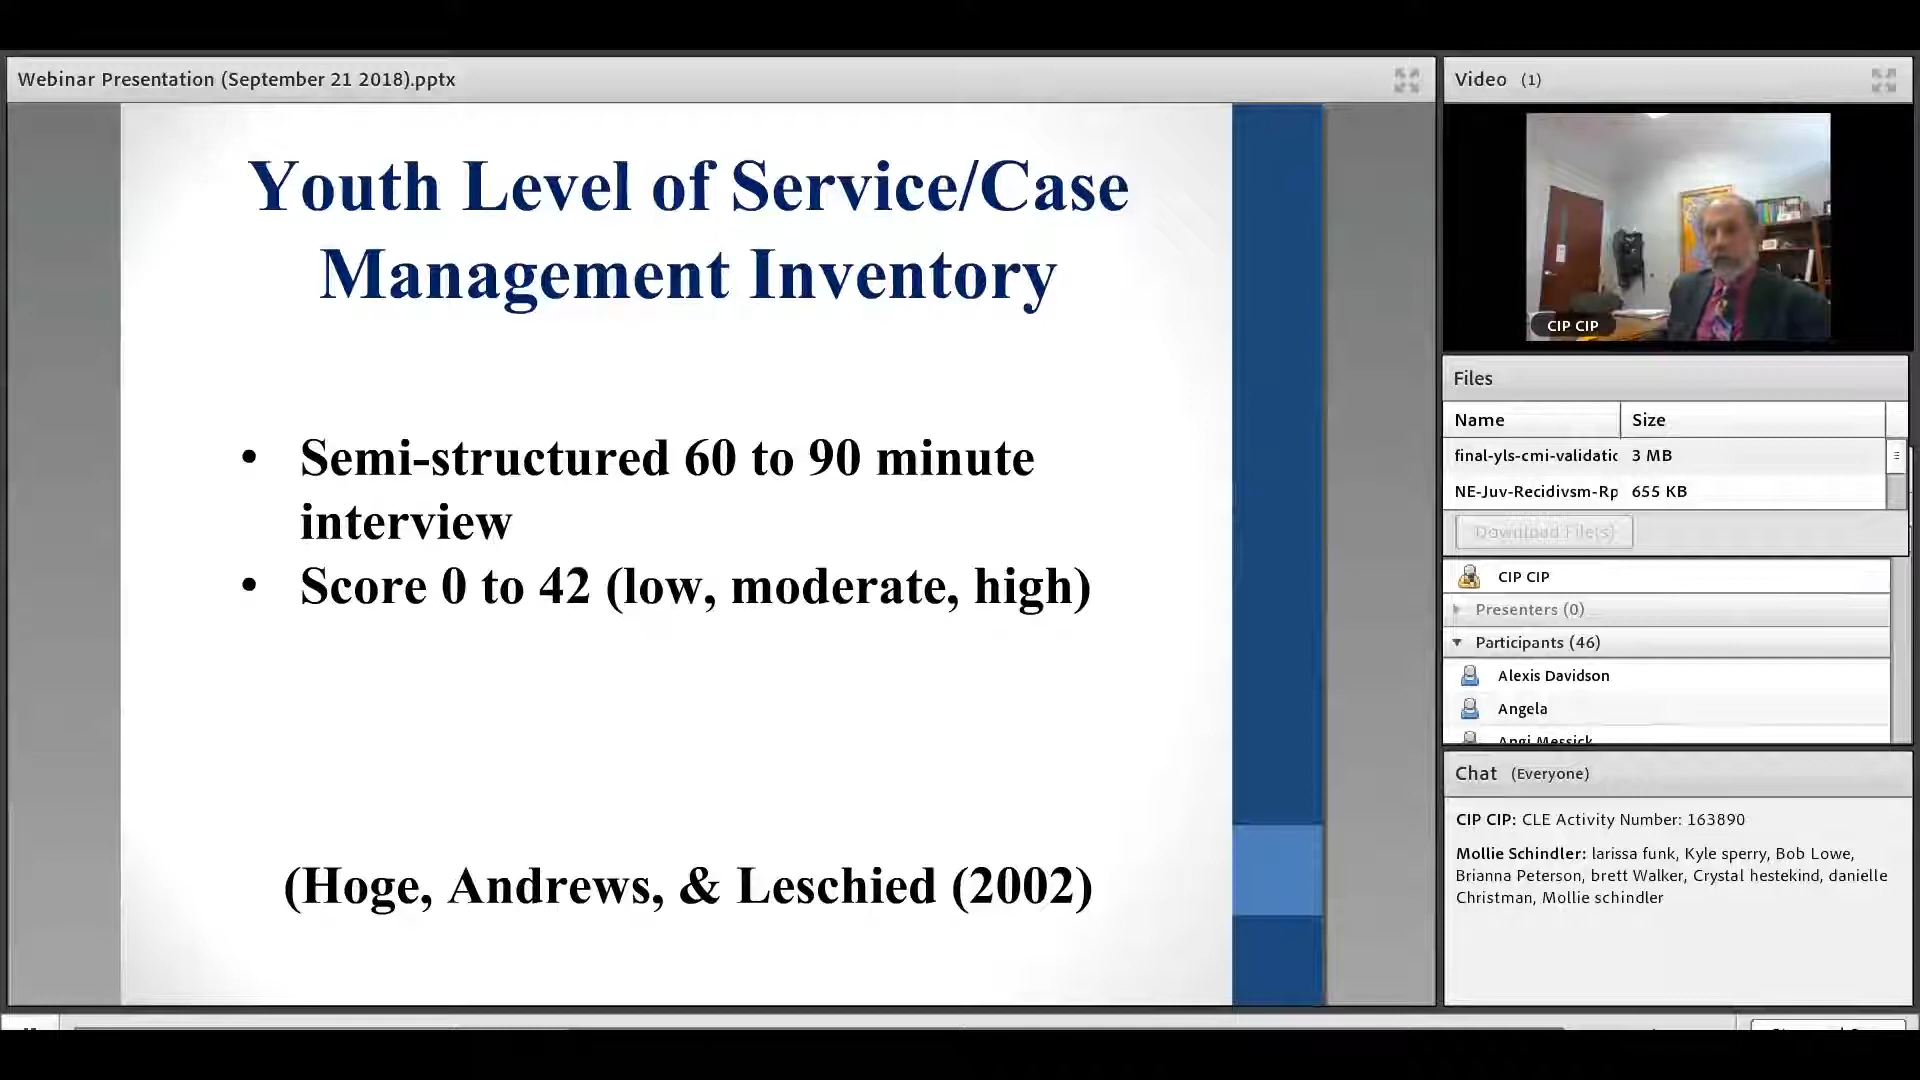 Webinar Presentation (September 21 2018).pptx
Youth Level of Service/Case
Management Inventory
• Semi-structured 60 to 90 minute
interview
• Score 0 to 42 (low, moderate, high)
(Hoge, Andrews, & Leschied (2002)
Video (1)
CIP CIP
Files
Name Size
final-yls-cmi-validatic 3 MB
NE-Juv-Recidivsm-Rp 655 KB
Download File(s)
CIP CIP
Presenters (0)
Participants (46)
Alexis Davidson
Angela
Angi Messick
Chat (Everyone)
CIP CIP: CLE Activity Number: 163890
Mollie Schindler: larissa funk, Kyle sperry, Bob Lowe,
Brianna Peterson, brett Walker, Crystal hestekind, danielle
Christman, Mollie schindler